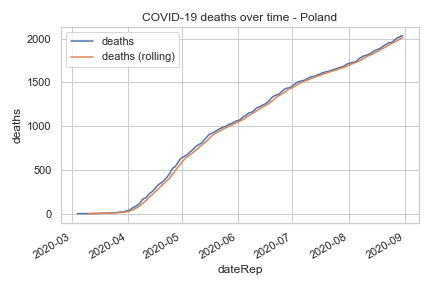 COVID-19 deaths over time - Poland
deaths
deaths (rolling)
2000
1500
1000
500
0
deaths
2020-03
2020-04
2020-05
2020-06
2020-07
2020-08
2020-09
dateRep